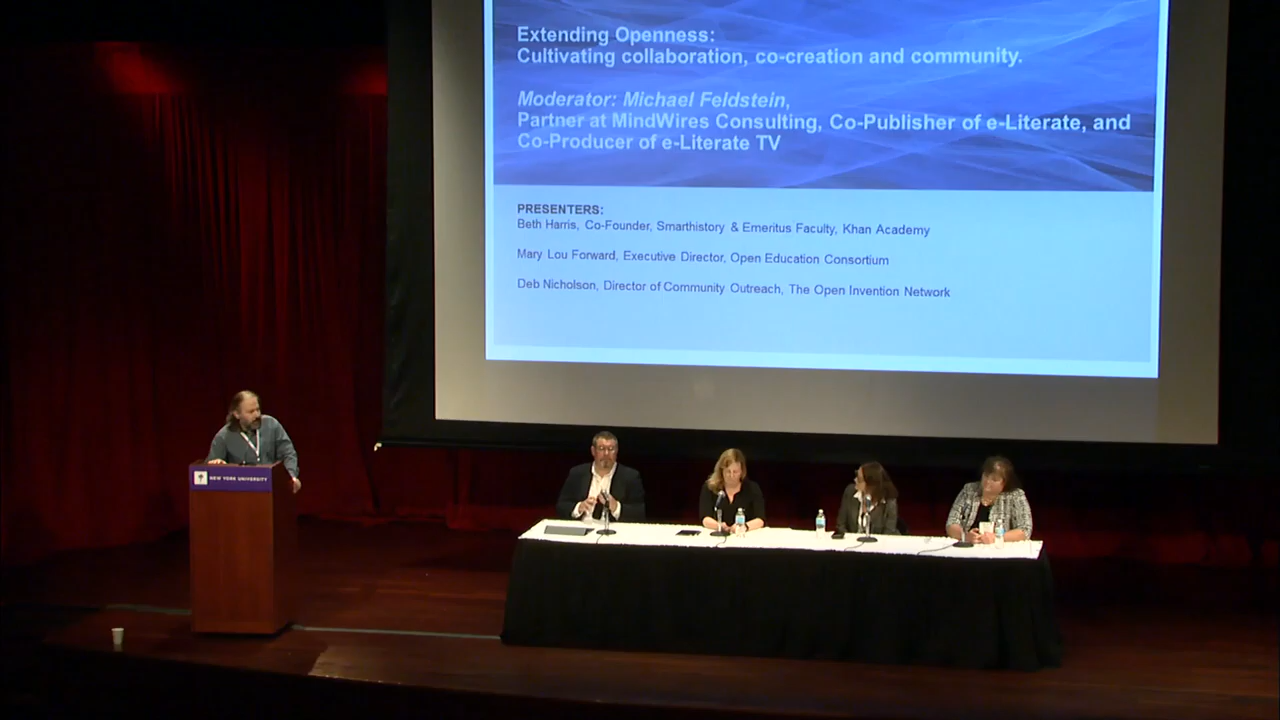 Extending Openness:
Cultivating collaboration, co-creation and community.
Moderator: Michael Feldstein,
Partner at MindWires Consulting, Co-Publisher of e-Literate, and
Co-Producer of e-Literate TV
PRESENTERS:
Beth Harris, Co-Founder, Smarthistory & Emeritus Faculty, Khan Academy
Mary Lou Forward, Executive Director, Open Education Consortium
Deb Nicholson, Director of Community Outreach, The Open Invention Network
NEW YORK UNIVERSITY